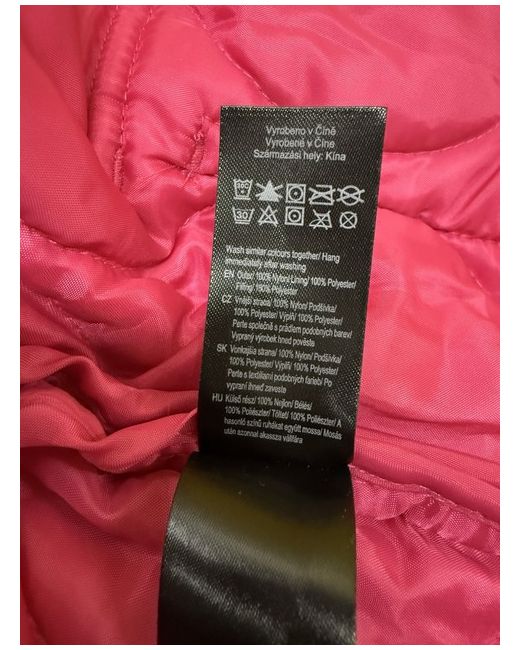 Vyrobeno v Číně
Vyrobené v Číne
Származási hely: Kína
30
Wash similar colours together/ Hang
immediately after washing
EN Outer/ 100% Nylon/ Lining/ 100% Polyester/
Filling/ 100% Polyester
CZ Vnější strana/ 100% Nylon/ Podšívka/
100% Polyester/ Výplň/ 100% Polyester/
Perte společně s prádlem podobných barev/
Vypraný výrobek hned pověste
SK Vonkajšia strana/ 100% Nylon/ Podšívka/
100% Polyester/ Výplň/ 100% Polyester/
Perte s textíliami podobných farieb/ Po
vypraní ihneď zaveste
HU Külső rész/ 100% Nejlon/ Bélés/
100% Poliészter/ Töltet/ 100% Poliészter/ A
hasonló színű ruhákat együtt mossa/ Mosás
után azonnal akassza vállfára